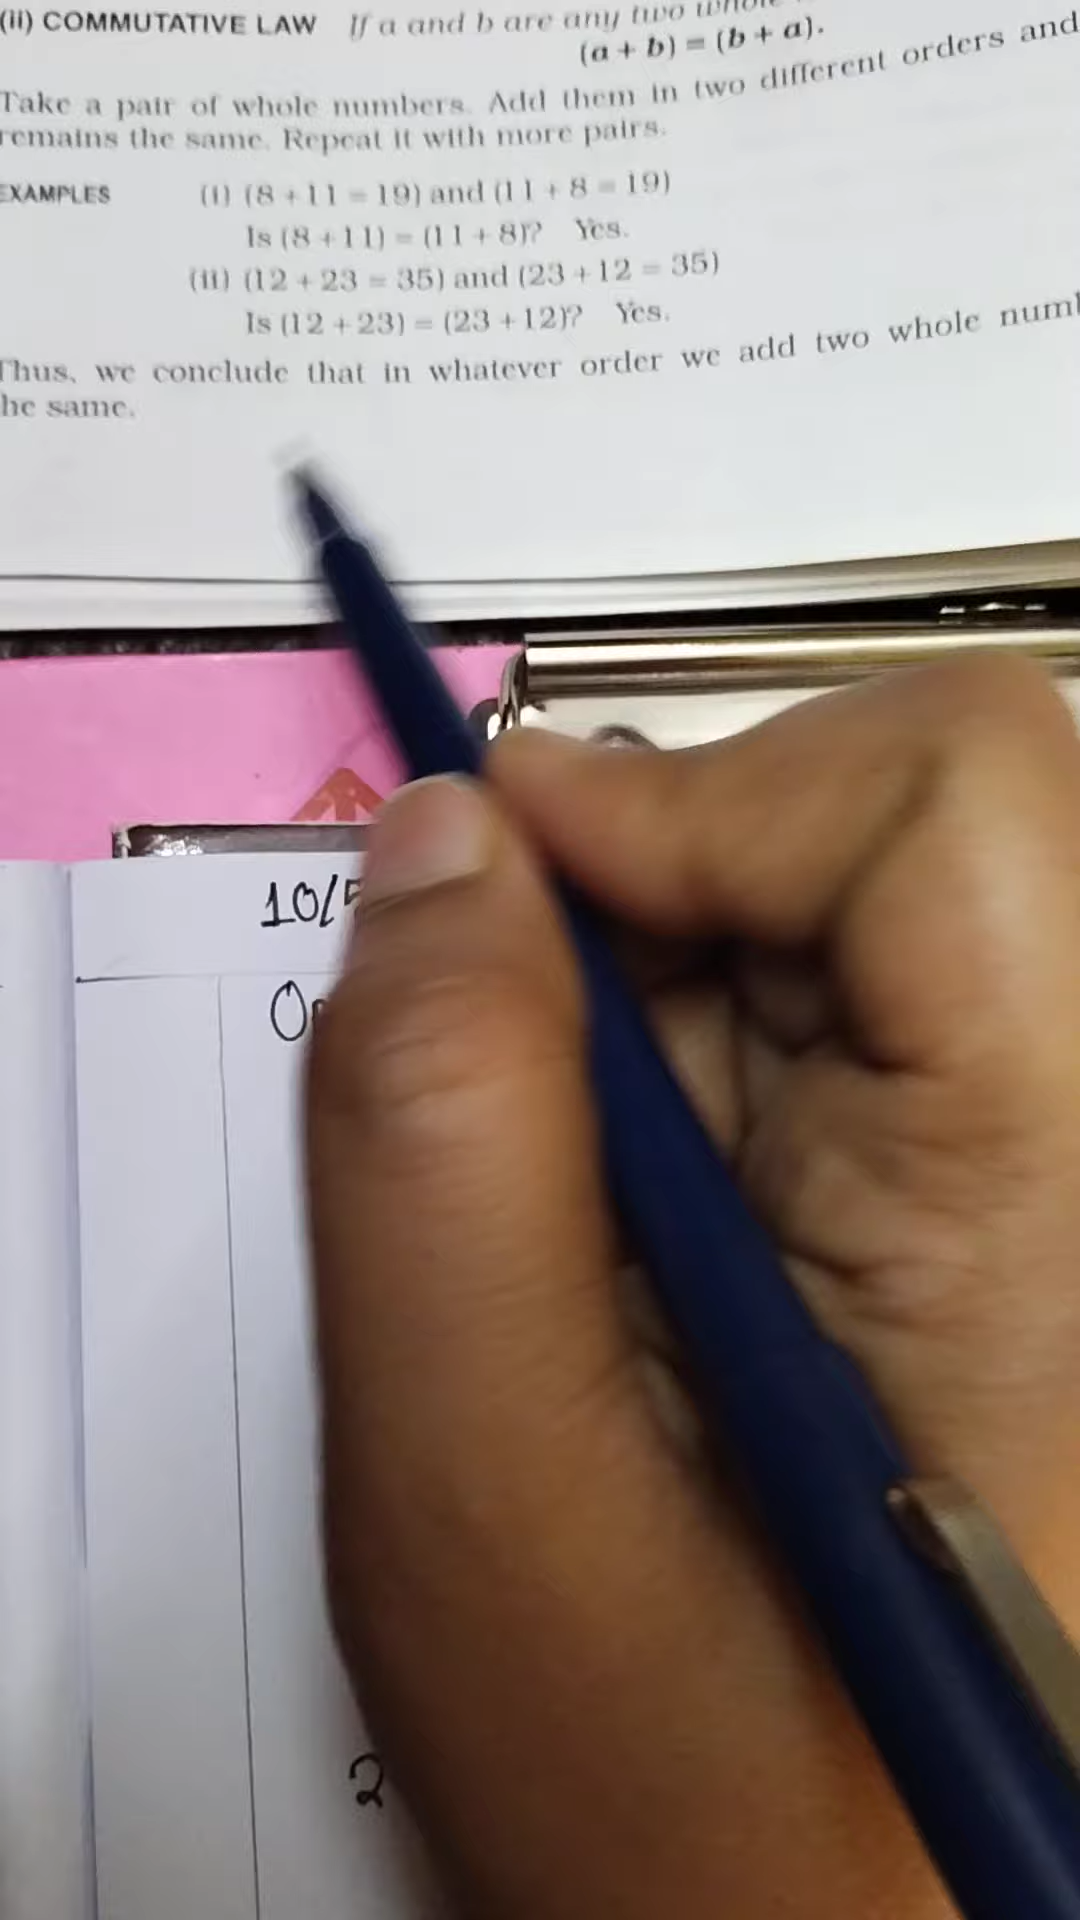 (ii) COMMUTATIVE LAW If a and b are any two whole
(a + b) = (b + a).
Take a pair of whole numbers. Add them in two different orders and
remains the same. Repeat it with more pairs.
EXAMPLES (i) (8 + 11 = 19) and (11 + 8 = 19)
Is (8 + 11) = (11 + 8)? Yes.
(ii) (12 + 23 = 35) and (23 + 12 = 35)
Is (12 + 23) = (23 + 12)? Yes.
Thus, we conclude that in whatever order we add two whole
he same.
10/
2